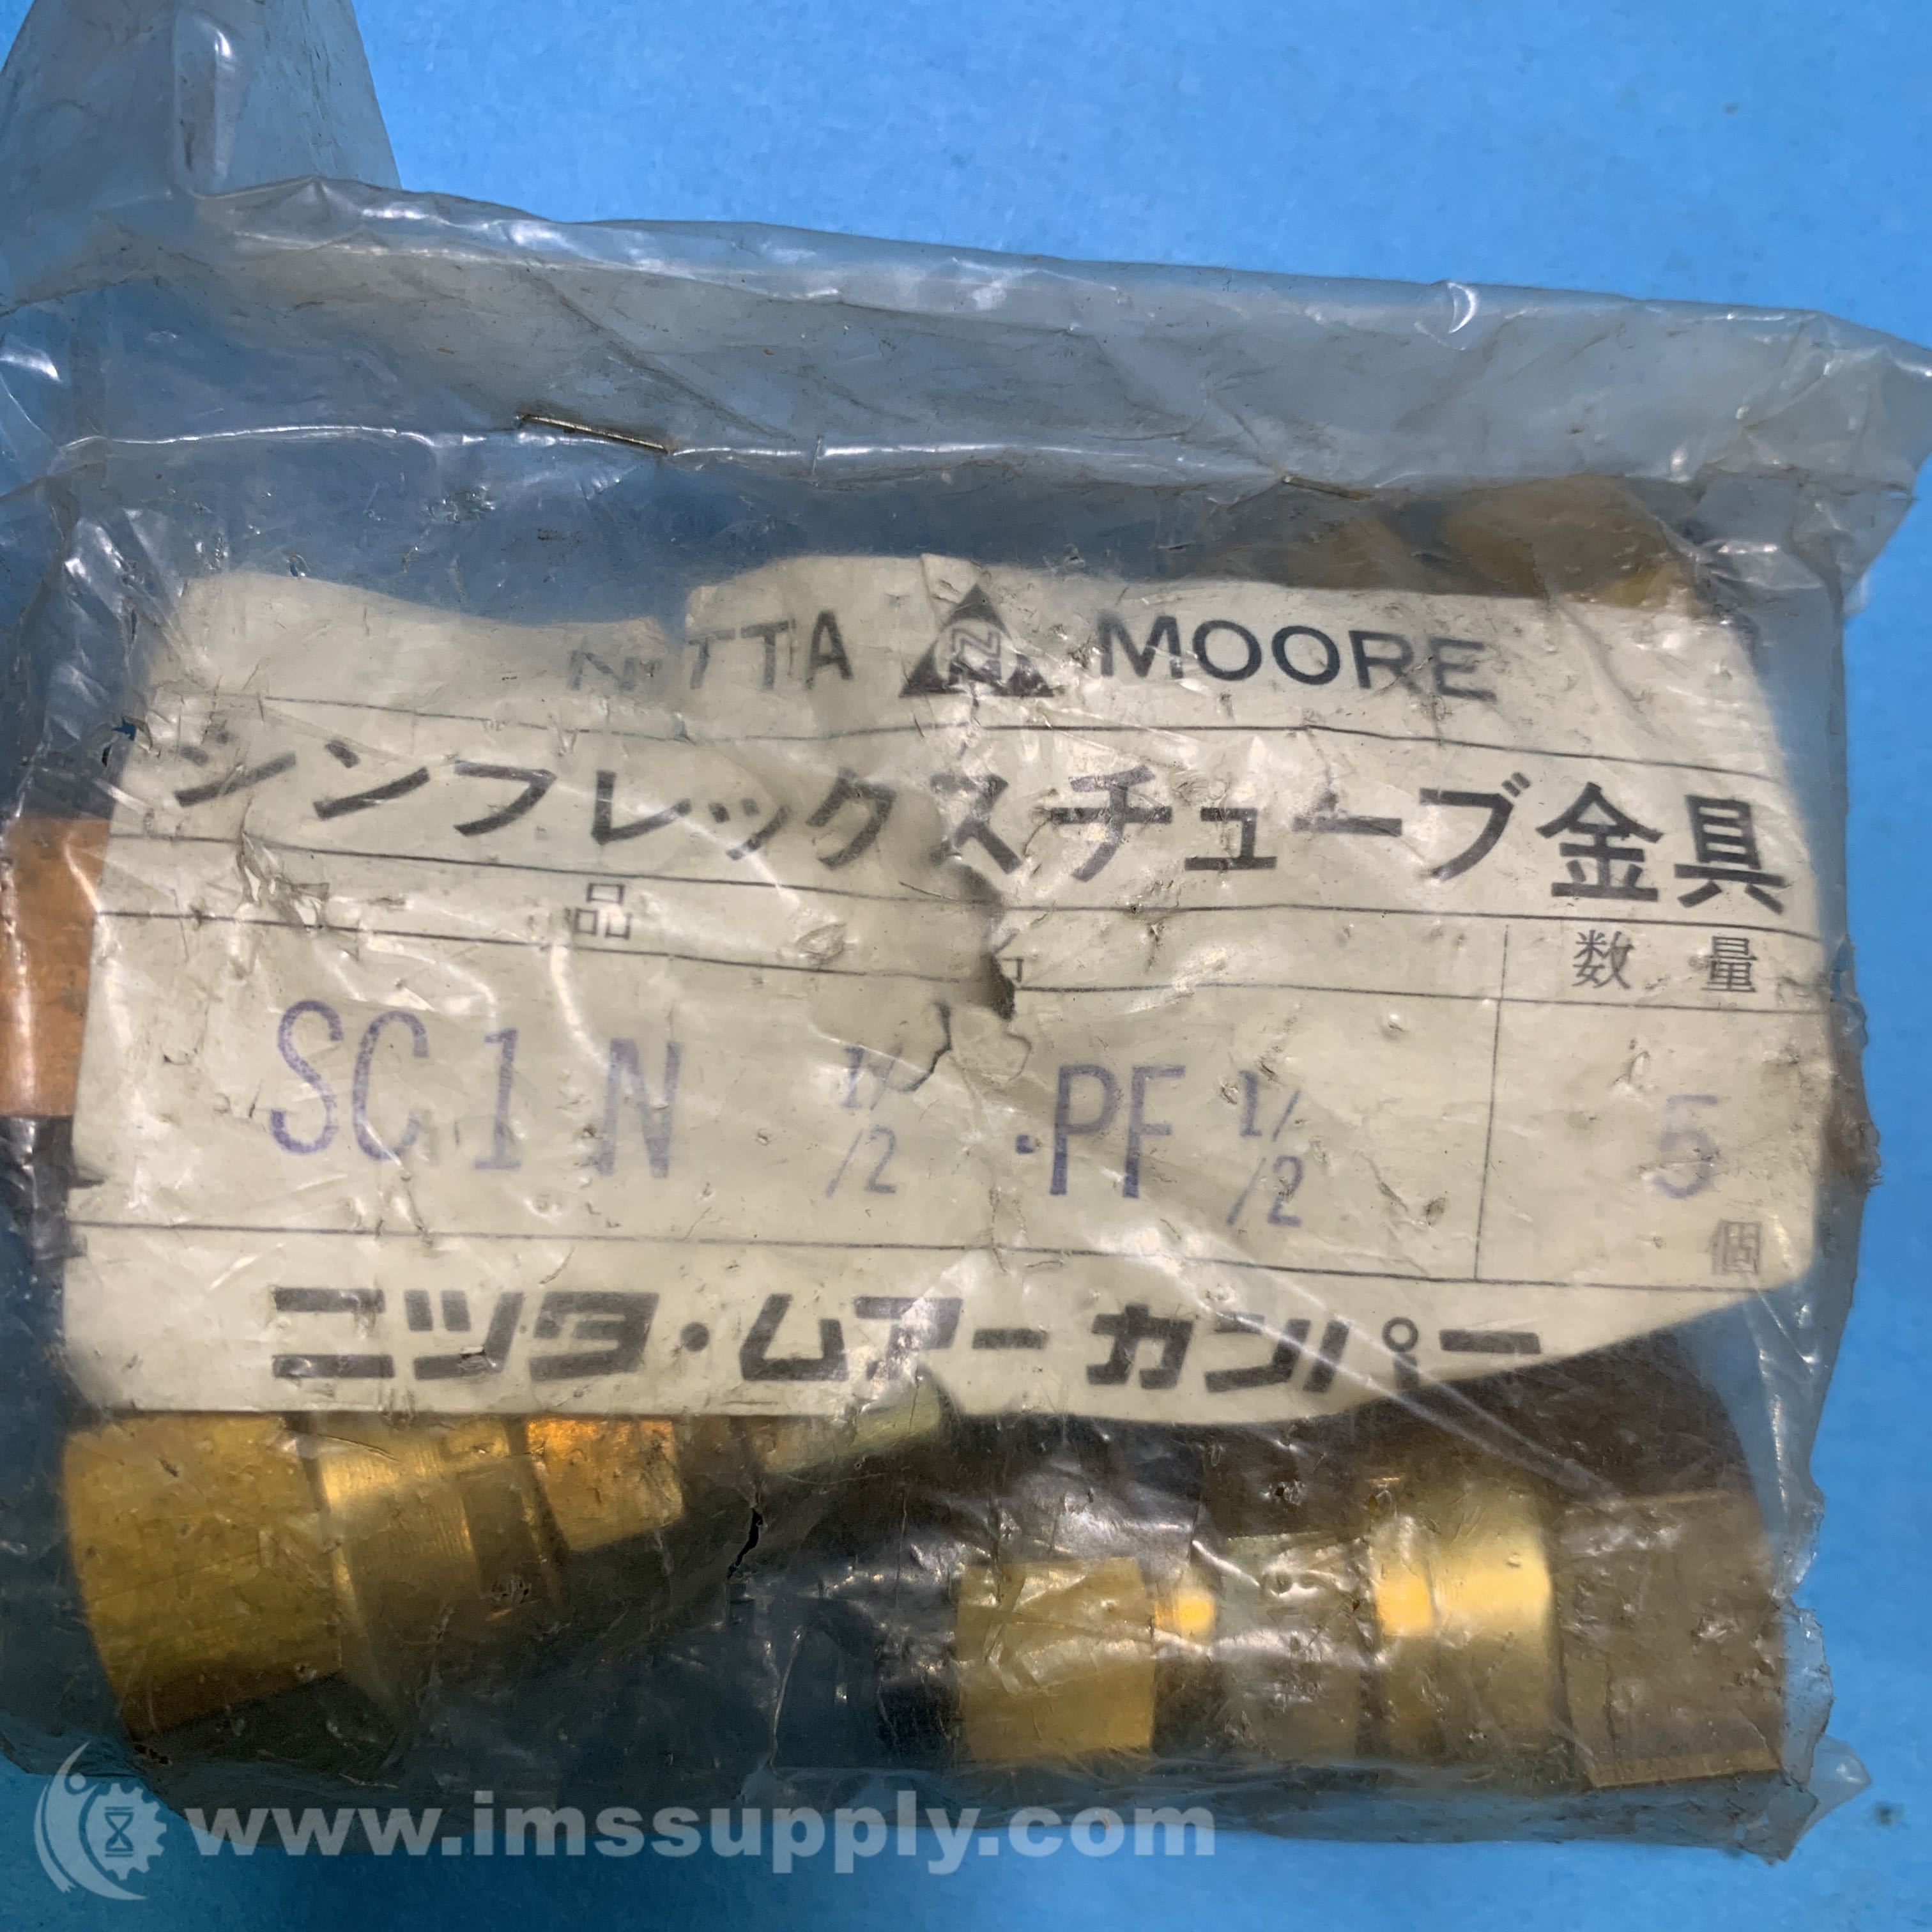 NITTA MOORE
シンフレックスチューブ金具
品 名 数量
SC1N 1/2 ·PF 1/2 5
個
ニッタ・ムアーカンパニー
www.imssupply.com